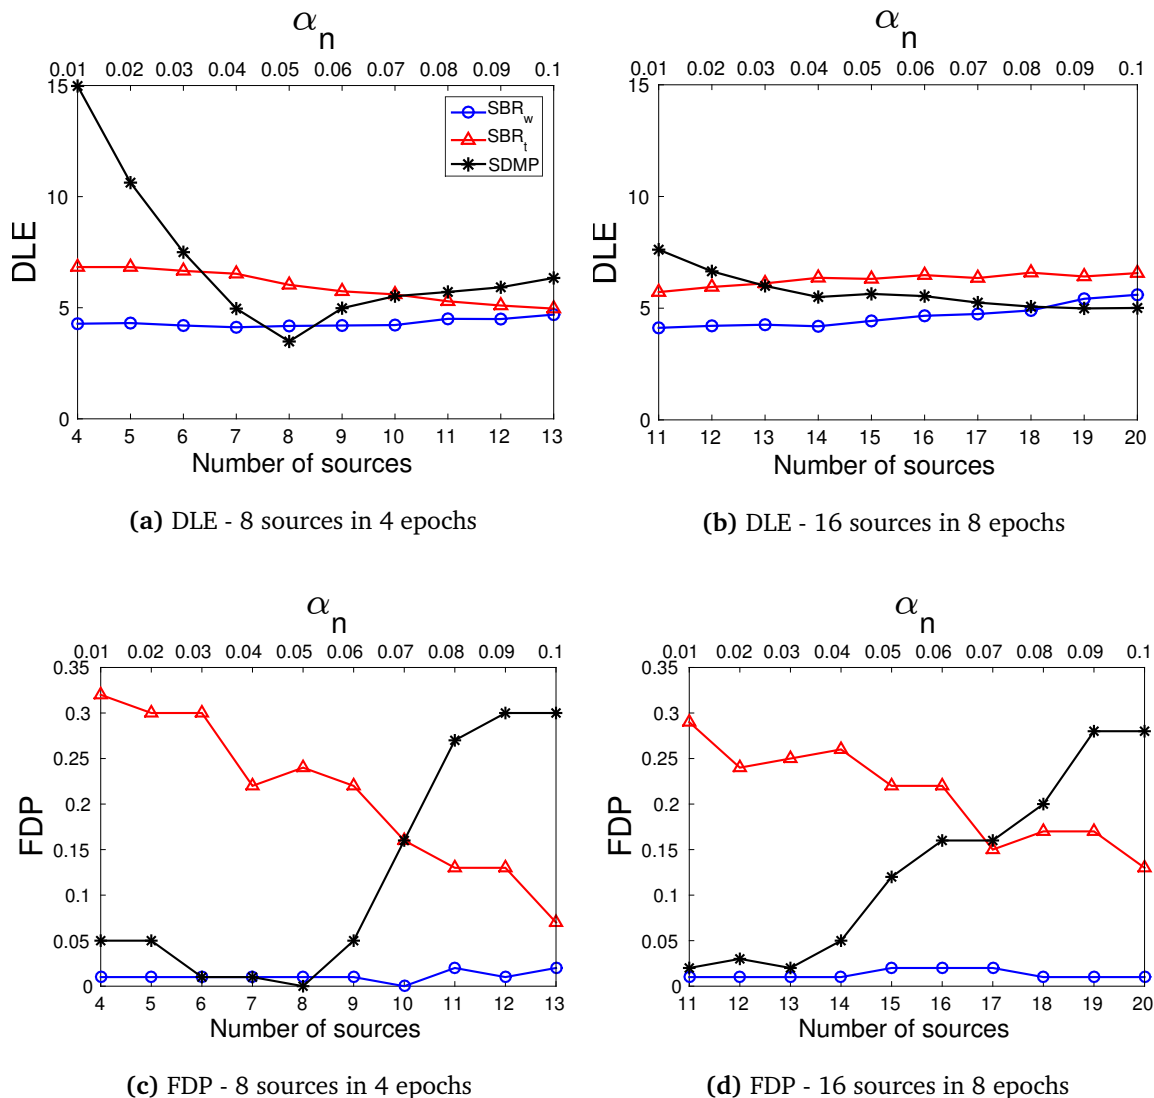 αn
0.01 0.02 0.03 0.04 0.05 0.06 0.07 0.08 0.09 0.1
15
10
5
0
DLE
SBRw
SBRt
SDMP
4 5 6 7 8 9 10 11 12 13
Number of sources
(a) DLE - 8 sources in 4 epochs
αn
0.01 0.02 0.03 0.04 0.05 0.06 0.07 0.08 0.09 0.1
15
10
5
0
DLE
11 12 13 14 15 16 17 18 19 20
Number of sources
(b) DLE - 16 sources in 8 epochs
αn
0.01 0.02 0.03 0.04 0.05 0.06 0.07 0.08 0.09 0.1
0.35
0.3
0.25
0.2
0.15
0.1
0.05
0
FDP
4 5 6 7 8 9 10 11 12 13
Number of sources
(c) FDP - 8 sources in 4 epochs
αn
0.01 0.02 0.03 0.04 0.05 0.06 0.07 0.08 0.09 0.1
0.35
0.3
0.25
0.2
0.15
0.1
0.05
0
FDP
11 12 13 14 15 16 17 18 19 20
Number of sources
(d) FDP - 16 sources in 8 epochs